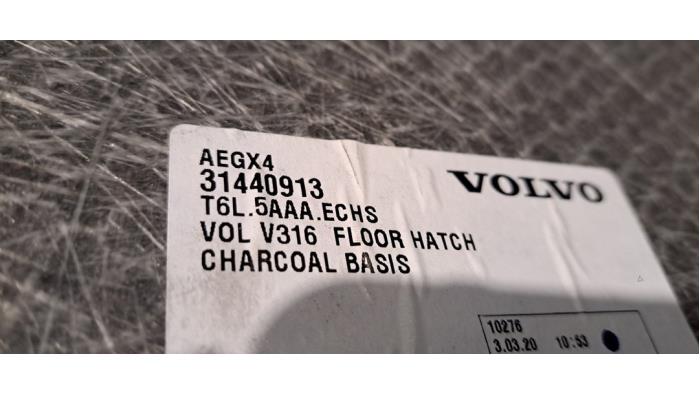 AEGX4
31440913
VOLVO
T6L.5AAA.ECHS
VOL V316 FLOOR HATCH
CHARCOAL BASIS
10276
3.03.20 10:53